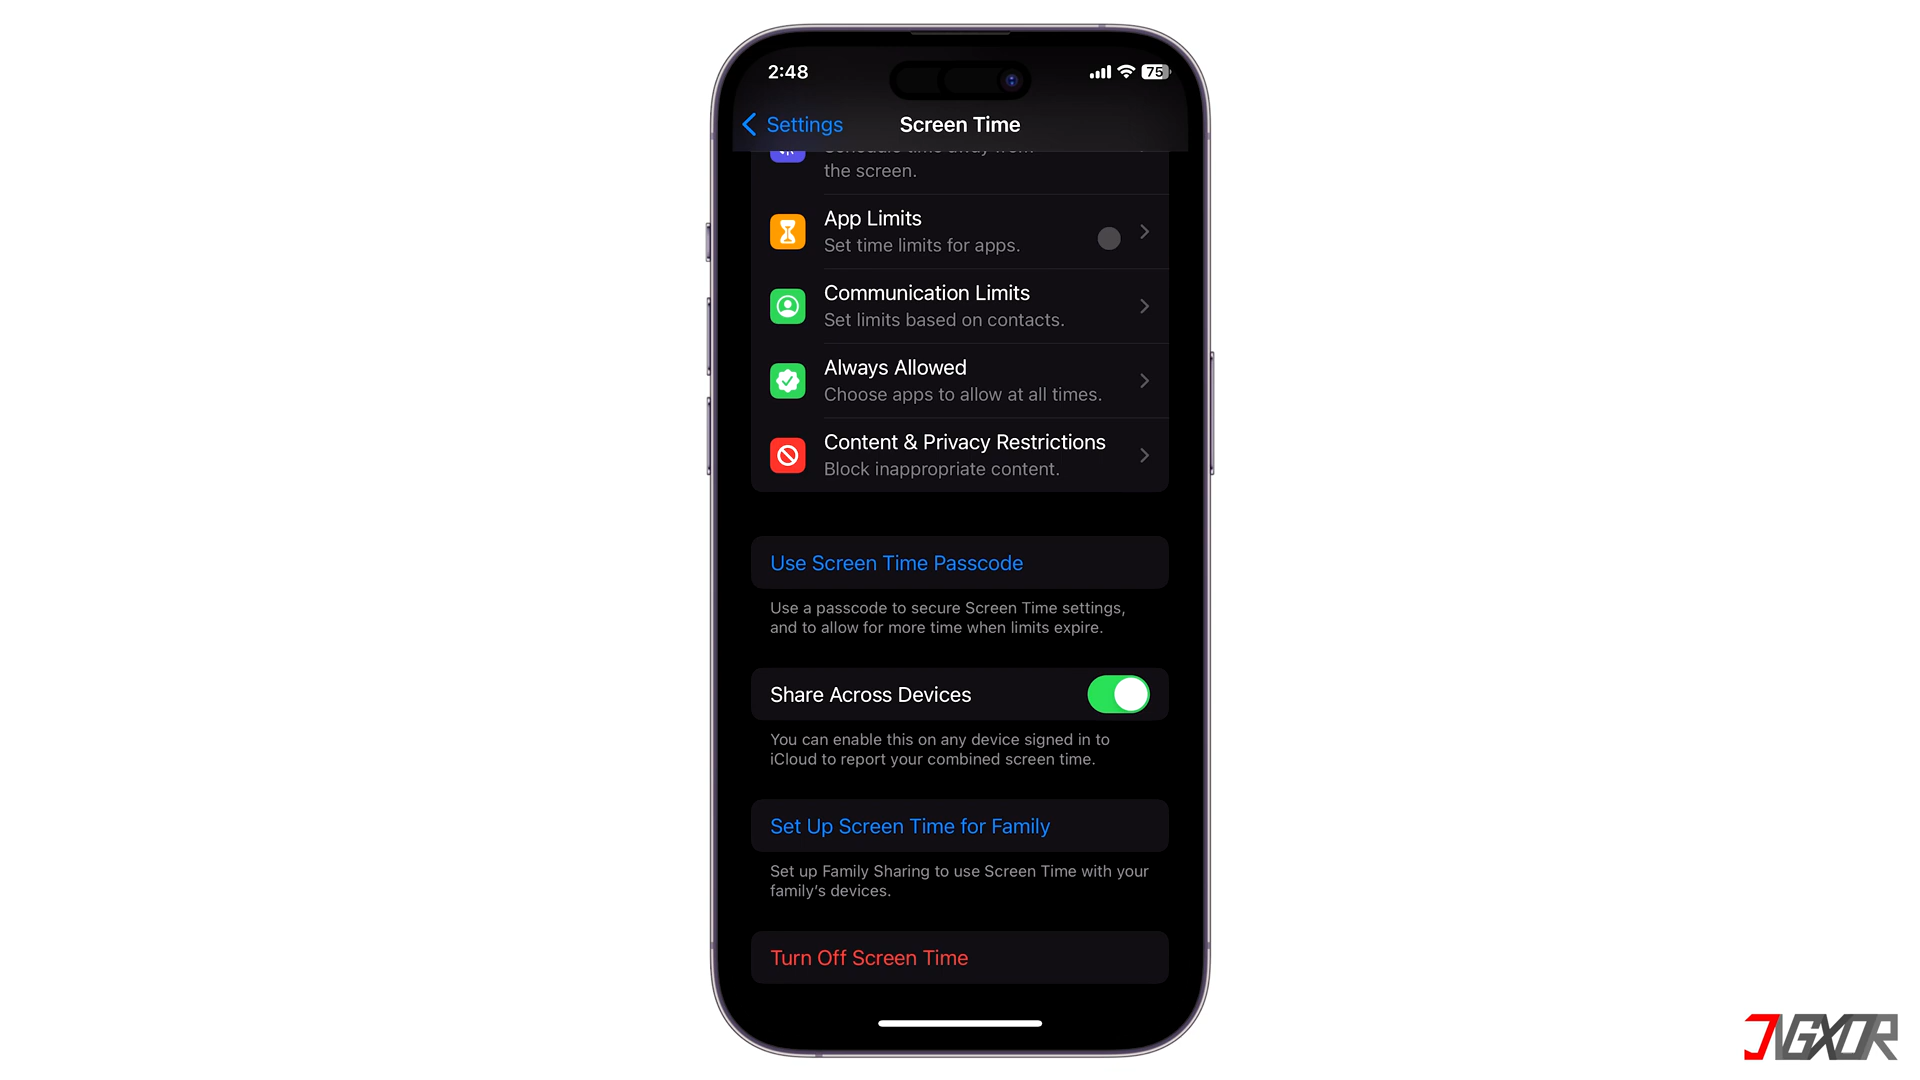 2:48
75
Settings
Screen Time
Schedule time away from
the screen.
App Limits
Set time limits for apps.
Communication Limits
Set limits based on contacts.
Always Allowed
Choose apps to allow at all times.
Content & Privacy Restrictions
Block inappropriate content.
Use Screen Time Passcode
Use a passcode to secure Screen Time settings,
and to allow for more time when limits expire.
Share Across Devices
You can enable this on any device signed in to
iCloud to report your combined screen time.
Set Up Screen Time for Family
Set up Family Sharing to use Screen Time with your
family’s devices.
Turn Off Screen Time
JVGXOR